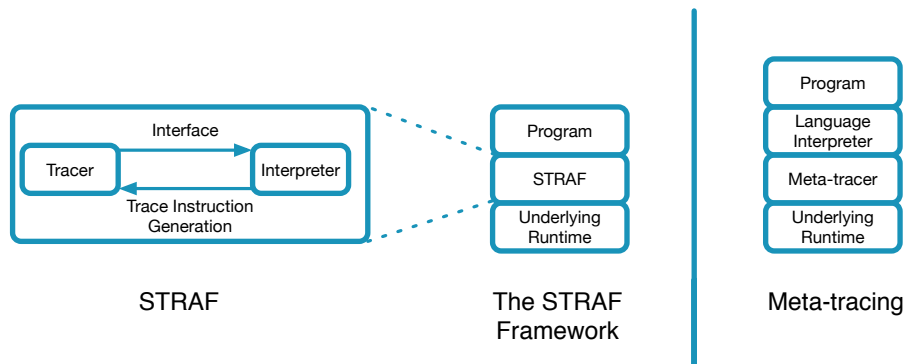 Interface
Tracer
Interpreter
Trace Instruction
Generation
STRAF
Program
STRAF
Underlying
Runtime
The STRAF
Framework
Program
Language
Interpreter
Meta-tracer
Underlying
Runtime
Meta-tracing